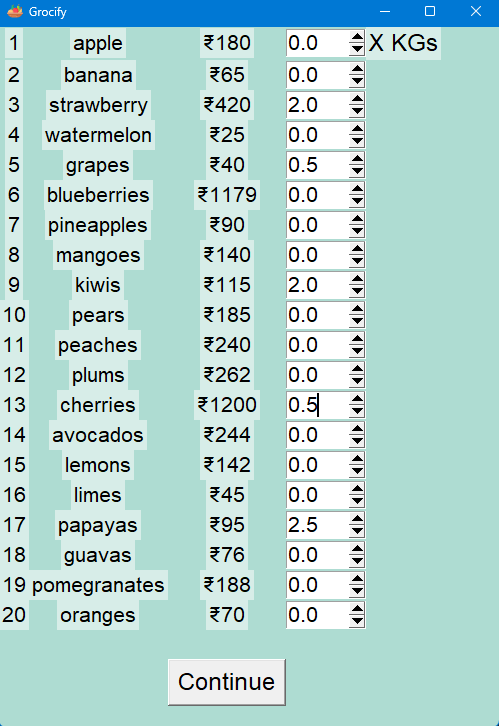 Grocify
1 apple ₹180 0.0 X KGs
2 banana ₹65 0.0
3 strawberry ₹420 2.0
4 watermelon ₹25 0.0
5 grapes ₹40 0.5
6 blueberries ₹1179 0.0
7 pineapples ₹90 0.0
8 mangoes ₹140 0.0
9 kiwis ₹115 2.0
10 pears ₹185 0.0
11 peaches ₹240 0.0
12 plums ₹262 0.0
13 cherries ₹1200 0.5
14 avocados ₹244 0.0
15 lemons ₹142 0.0
16 limes ₹45 0.0
17 papayas ₹95 2.5
18 guavas ₹76 0.0
19 pomegranates ₹188 0.0
20 oranges ₹70 0.0
Continue